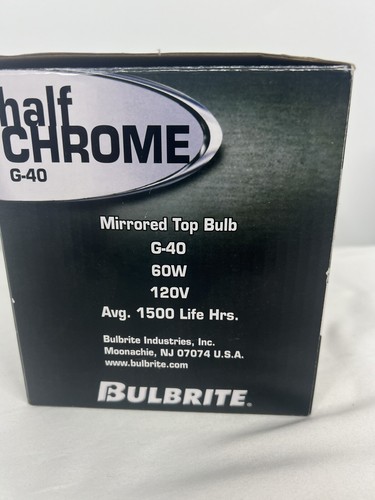 half
CHROME
G-40
Mirrored Top Bulb
G-40
60W
120V
Avg. 1500 Life Hrs.
Bulbrite Industries, Inc.
Moonachie, NJ 07074 U.S.A.
www.bulbrite.com
BULBRITE®